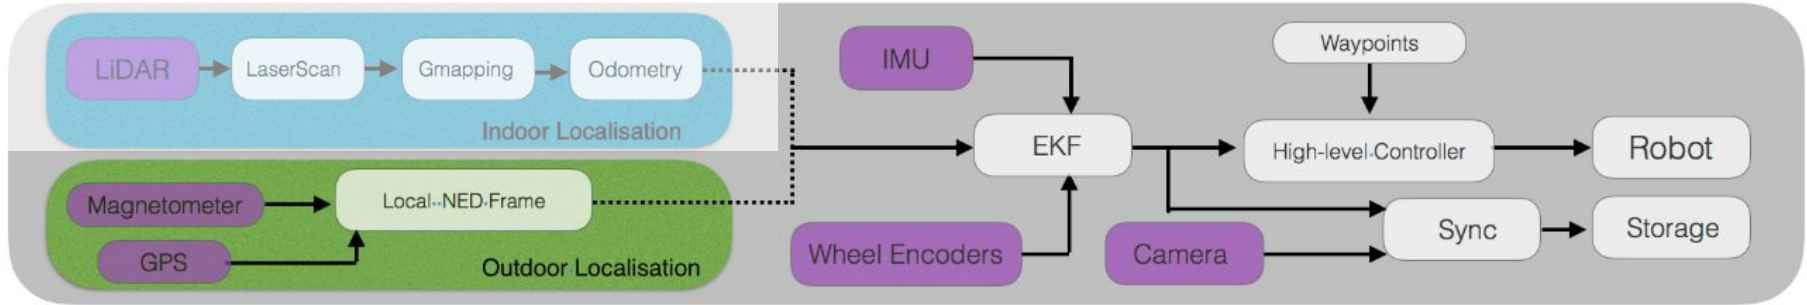 LiDAR
LaserScan
Gmapping
Odometry
Indoor Localisation
Magnetometer
Local NED Frame
GPS
Outdoor Localisation
IMU
Waypoints
EKF
High-level Controller
Robot
Wheel Encoders
Camera
Sync
Storage